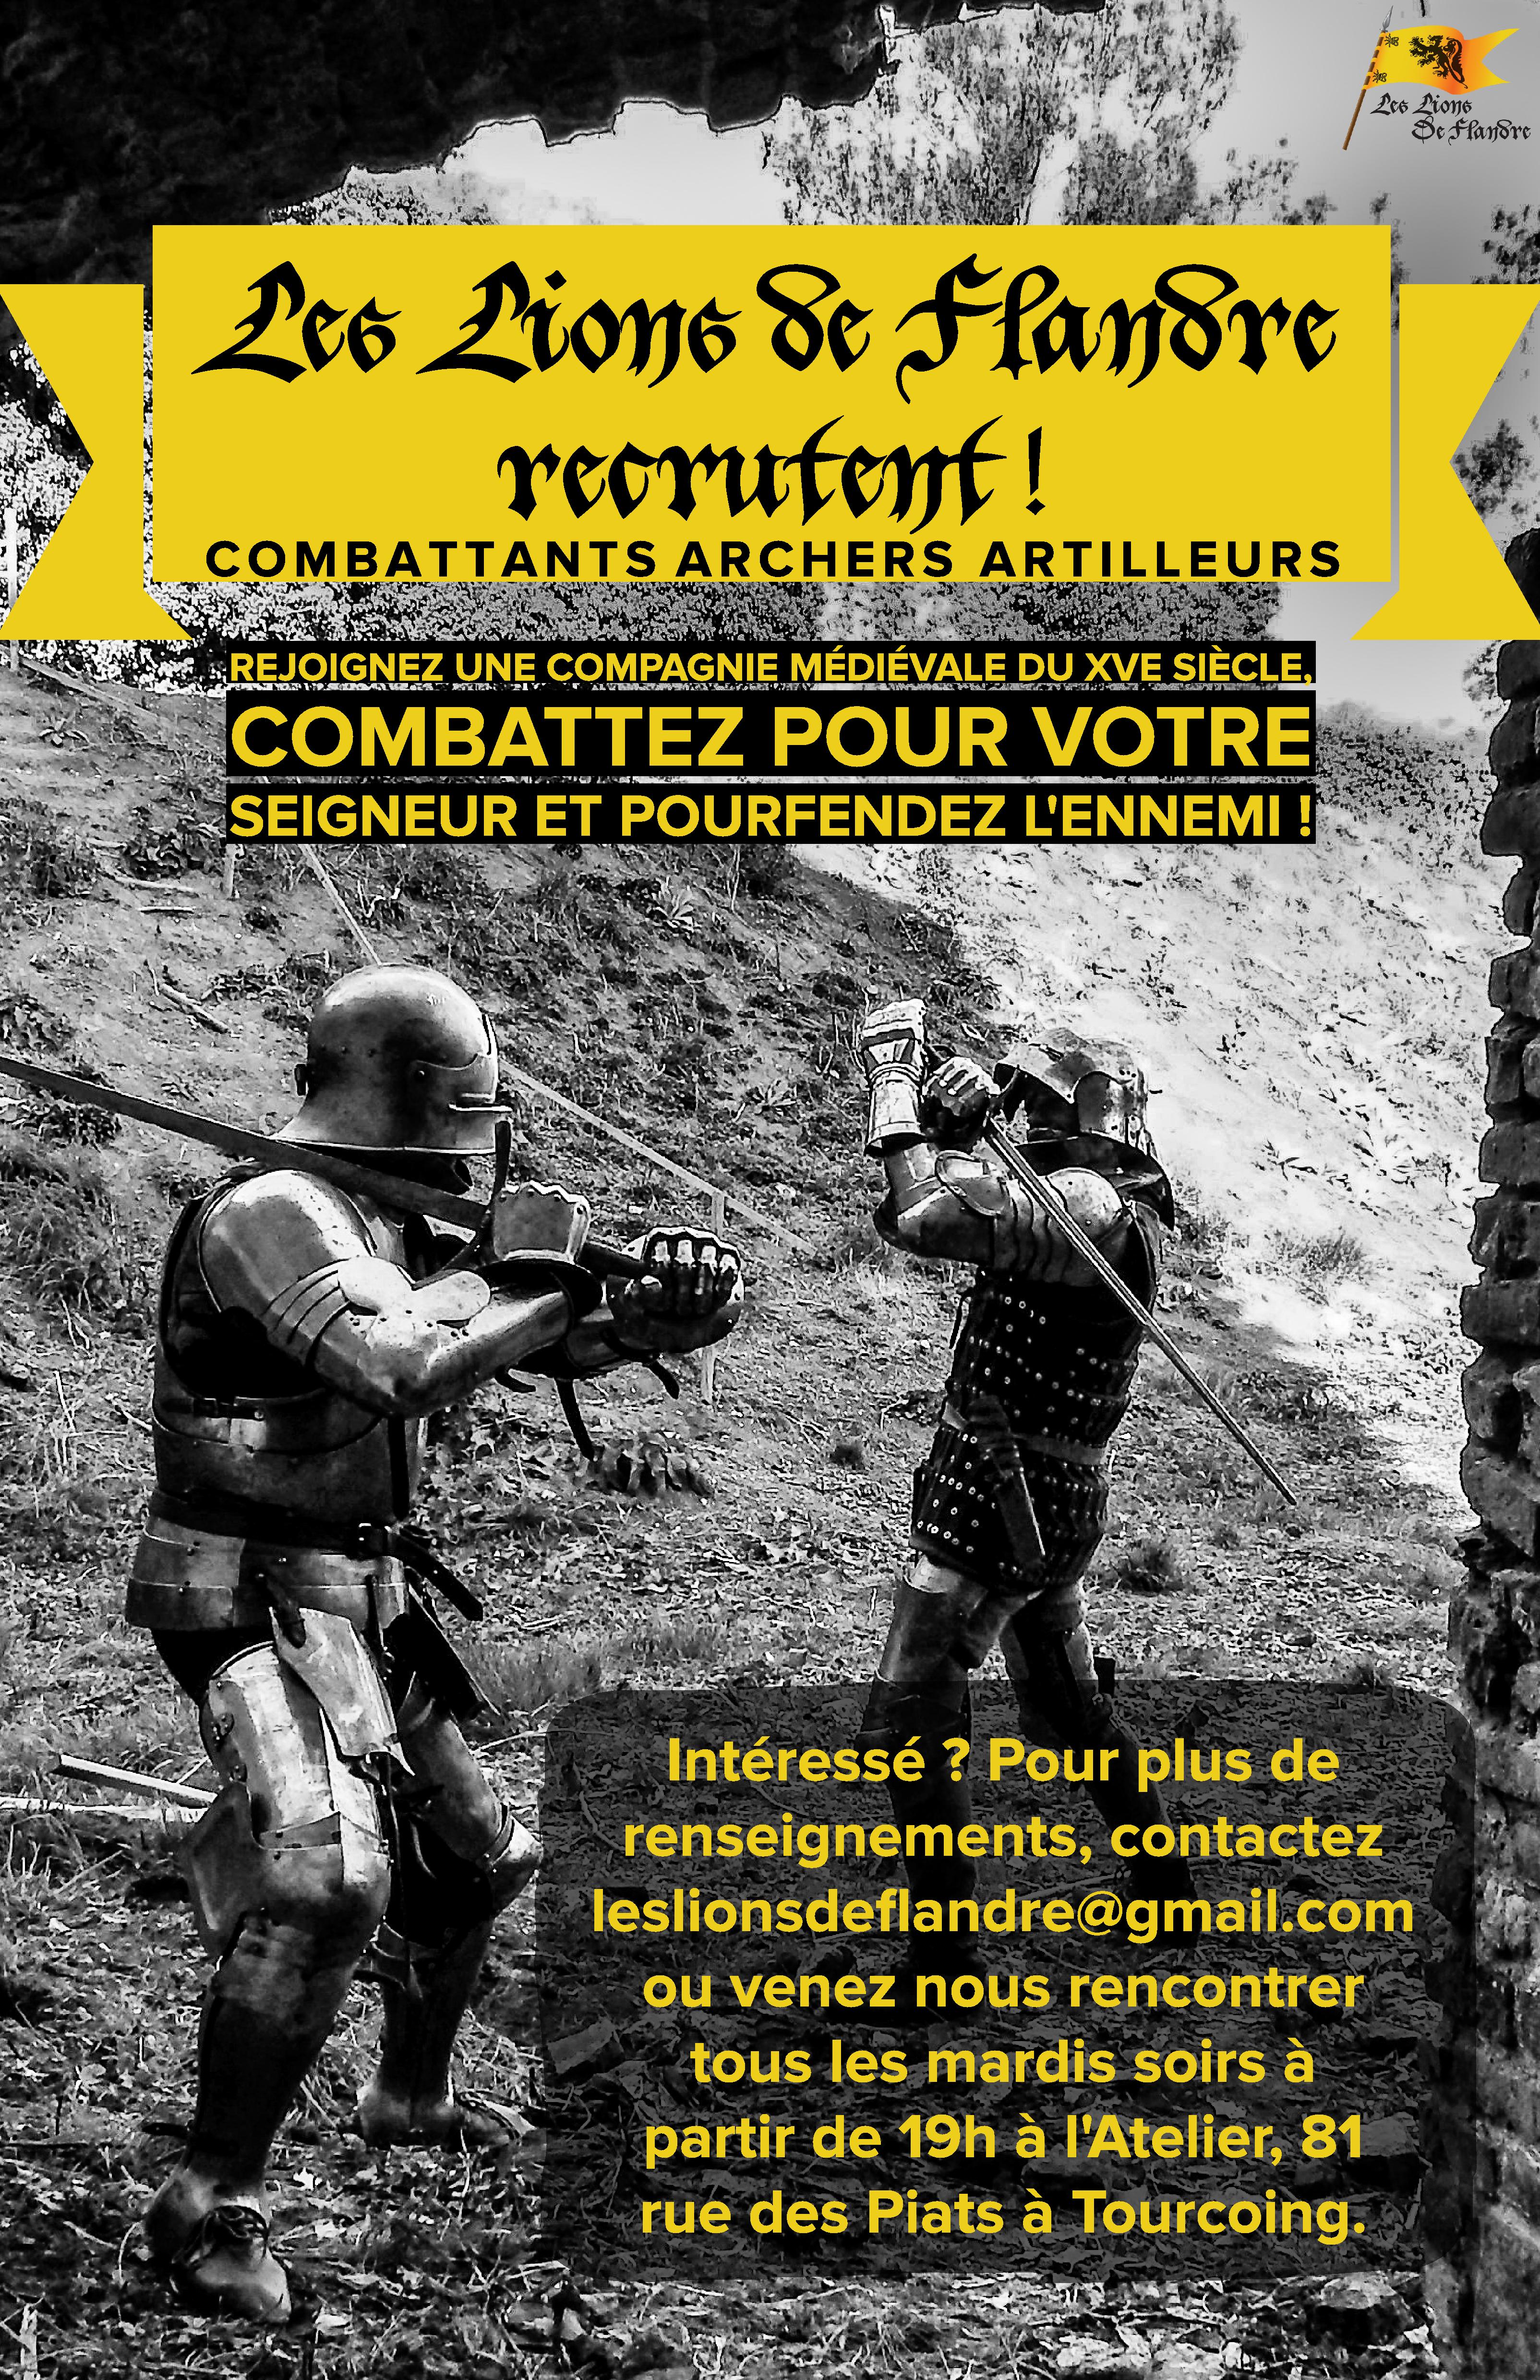 Les Lions
De Flandre
Les Lions de Flandre
recrutent !
COMBATTANTS ARCHERS ARTILLEURS
REJOIGNEZ UNE COMPAGNIE MÉDIÉVALE DU XVE SIÈCLE,
COMBATTEZ POUR VOTRE
SEIGNEUR ET POURFENDEZ L'ENNEMI !
Intéressé ? Pour plus de
renseignements, contactez
leslionsdeflandre@gmail.com
ou venez nous rencontrer
tous les mardis soirs à
partir de 19h à l'Atelier, 81
rue des Piats à Tourcoing.